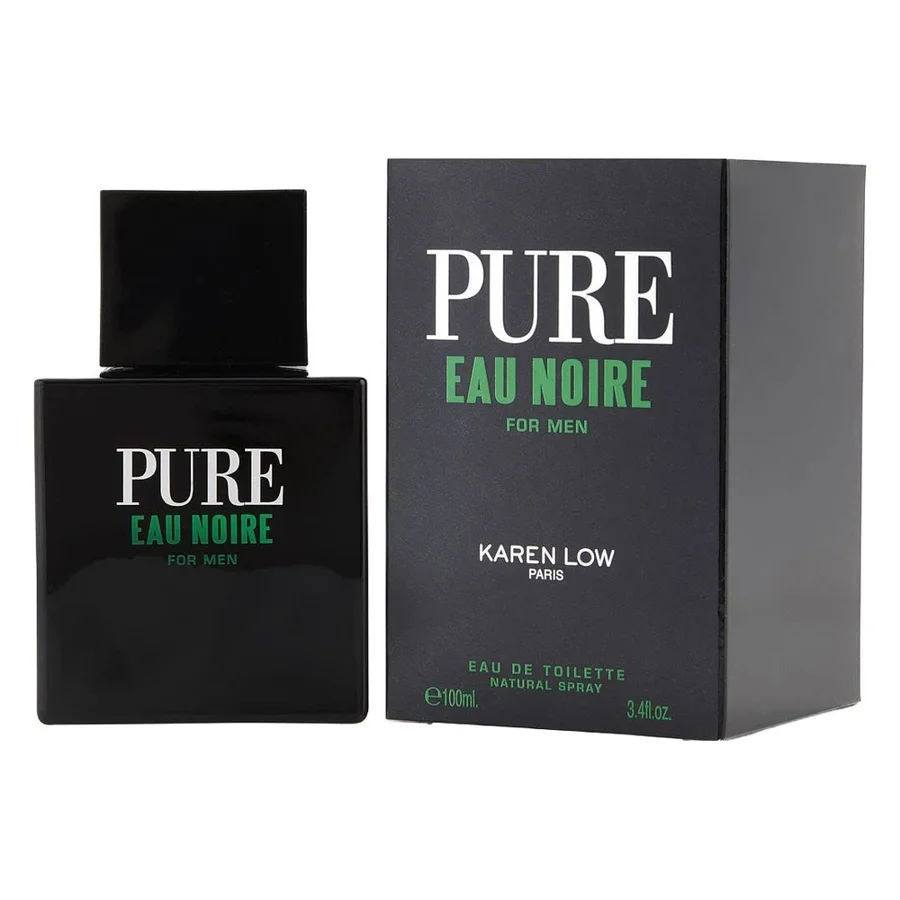 PURE
EAU NOIRE
FOR MEN
PURE
EAU NOIRE
FOR MEN
KAREN LOW
PARIS
EAU DE TOILETTE
NATURAL SPRAY
℮100ml. 3.4fl.oz.